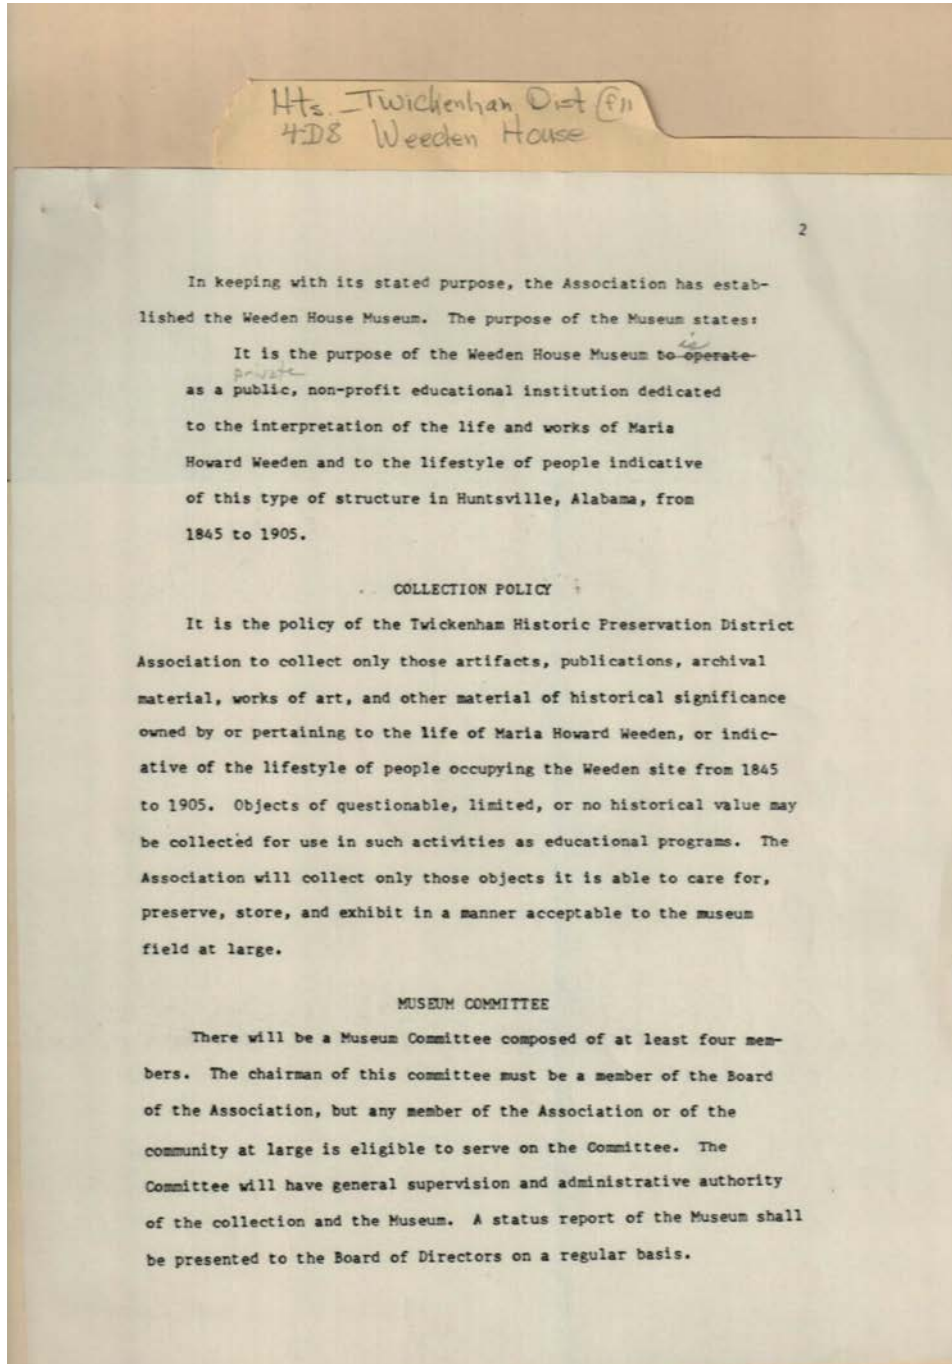 Hts. - Twickenhan Dist
4-D8 Weeden House
2
In keeping with its stated purpose, the Association has estab-
lished the Weeden House Museum. The purpose of the Museum states:
is
It is the purpose of the Weeden House Museum to operate
private
as a public, non-profit educational institution dedicated
to the interpretation of the life and works of Maria
Howard Weeden and to the lifestyle of people indicative
of this type of structure in Huntsville, Alabama, from
1845 to 1905.
COLLECTION POLICY
It is the policy of the Twickenham Historic Preservation District
Association to collect only those artifacts, publications, archival
material, works of art, and other material of historical significance
owned by or pertaining to the life of Maria Howard Weeden, or indic-
ative of the lifestyle of people occupying the Weeden site from 1845
to 1905. Objects of questionable, limited, or no historical value may
be collected for use in such activities as educational programs. The
Association will collect only those objects it is able to care for,
preserve, store, and exhibit in a manner acceptable to the museum
field at large.
MUSEUM COMMITTEE
There will be a Museum Committee composed of at least four mem-
bers. The chairman of this committee must be a member of the Board
of the Association, but any member of the Association or of the
community at large is eligible to serve on the Committee. The
Committee will have general supervision and administrative authority
of the collection and the Museum. A status report of the Museum shall
be presented to the Board of Directors on a regular basis.